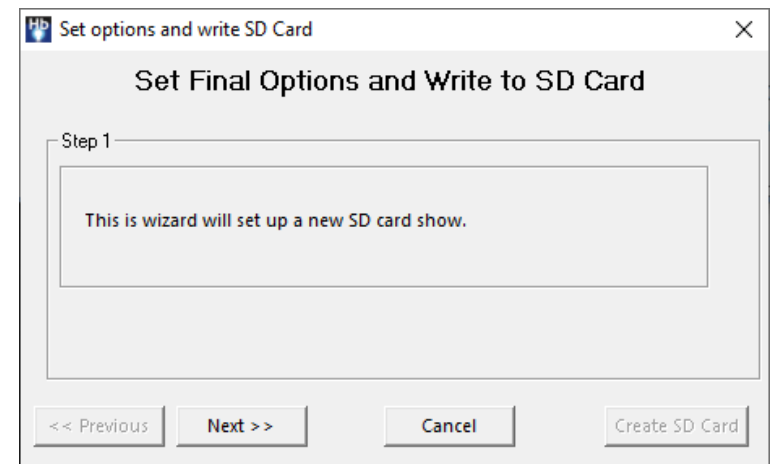 Hb
Set options and write SD Card
Set Final Options and Write to SD Card
Step 1
This is wizard will set up a new SD card show.
<< Previous
Next >>
Cancel
Create SD Card